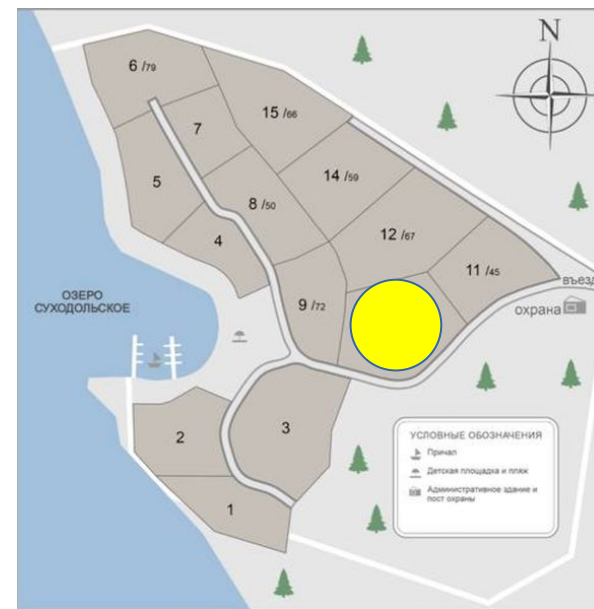 N
6 /79
15 /66
7
14 /59
5
8 /50
4
12 /67
11 /45
въезд
охрана
9 /72
ОЗЕРО
СУХОДОЛЬСКОЕ
3
2
1
УСЛОВНЫЕ ОБОЗНАЧЕНИЯ
Причал
Детская площадка и пляж
Административное здание и
пост охраны